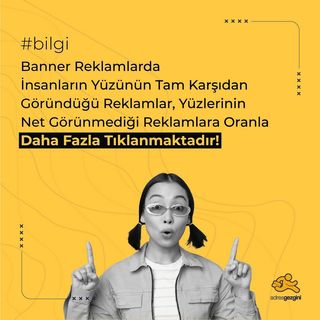 #bilgi
Banner Reklamlarda
İnsanların Yüzünün Tam Karşıdan
Göründüğü Reklamlar, Yüzlerinin
Net Görünmediği Reklamlara Oranla
Daha Fazla Tıklanmaktadır!
adresgezgini